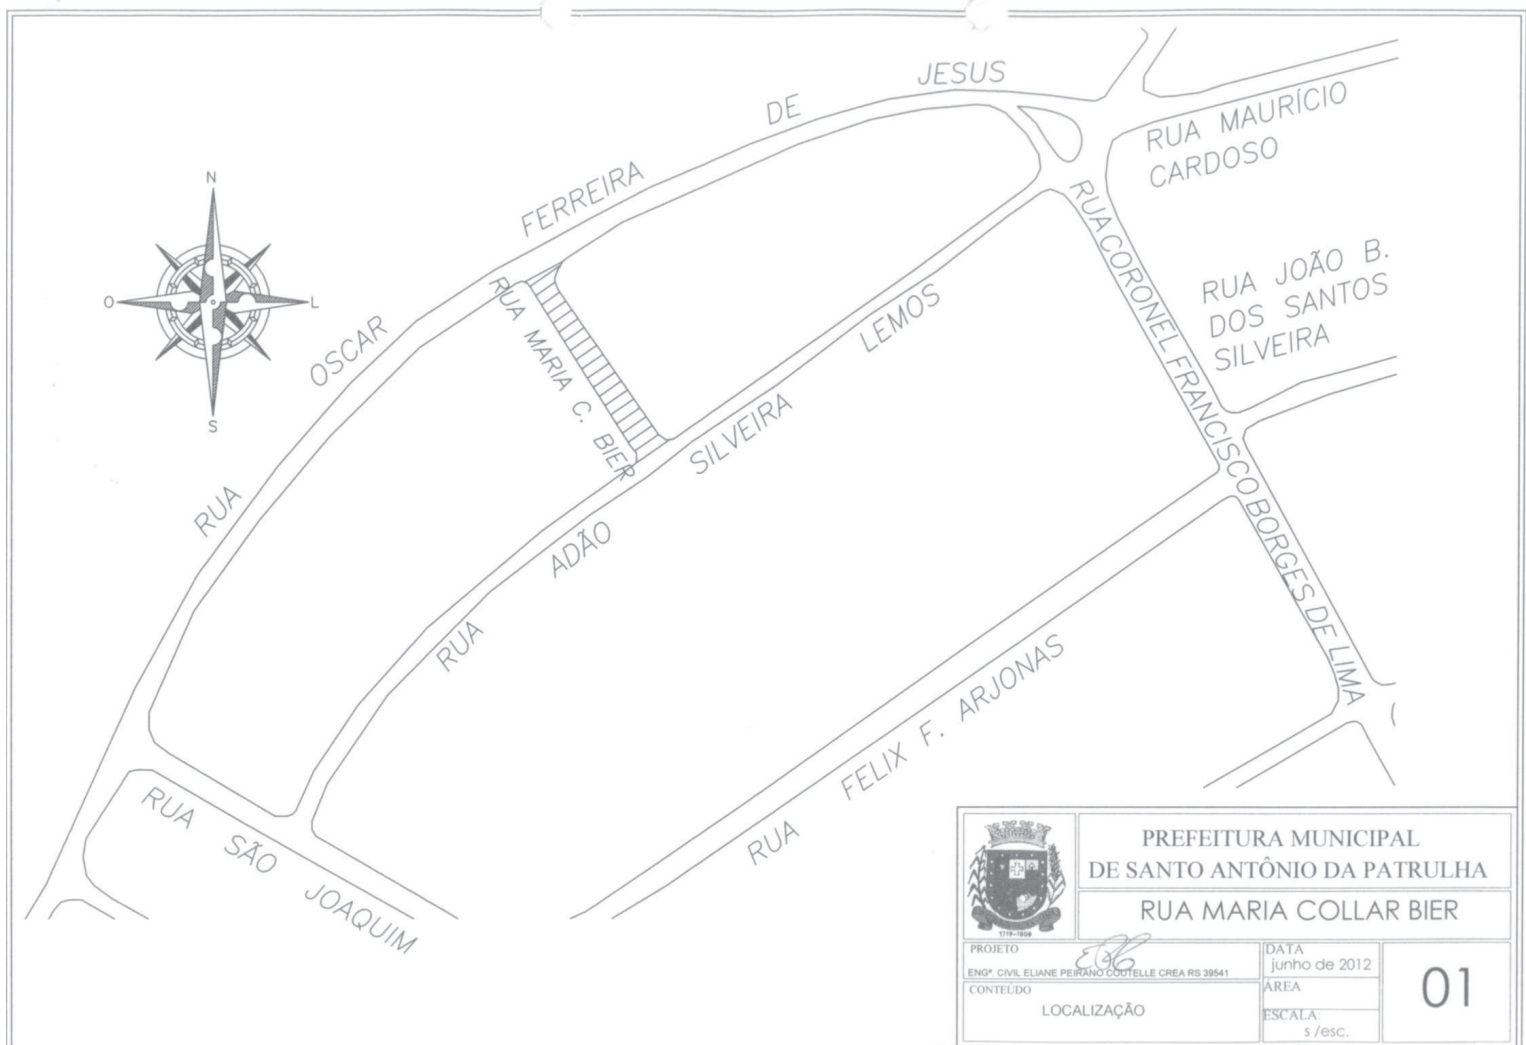 JESUS
DE
FERREIRA
OSCAR
RUA
RUA MAURÍCIO
CARDOSO
RUA JOÃO B.
DOS SANTOS
SILVEIRA
RUA CORONEL FRANCISCO BORGES DE LIMA
RUA MARIA C. BIER
LEMOS
SILVEIRA
ADÃO
RUA
RUA FELIX F. ARJONAS
RUA SÃO JOAQUIM
N
O
L
S
PREFEITURA MUNICIPAL
DE SANTO ANTÔNIO DA PATRULHA
RUA MARIA COLLAR BIER
1719-1809
PROJETO
ENGª. CIVIL ELIANE PEIRANO COUTELLE CREA RS 39541
DATA
junho de 2012
CONTEÚDO
LOCALIZAÇÃO
ÁREA
ESCALA:
s/esc.
01